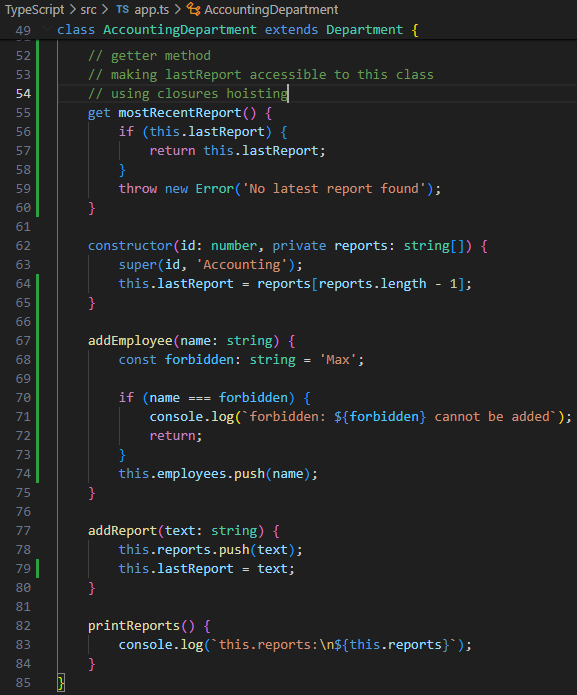 TypeScript > src > TS app.ts > AccountingDepartment
49 class AccountingDepartment extends Department {
52 // getter method
53 // making lastReport accessible to this class
54 // using closures hoisting
55 get mostRecentReport() {
56 if (this.lastReport) {
57 return this.lastReport;
58 }
59 throw new Error('No latest report found');
60 }
61
62 constructor(id: number, private reports: string[]) {
63 super(id, 'Accounting');
64 this.lastReport = reports[reports.length - 1];
65 }
66
67 addEmployee(name: string) {
68 const forbidden: string = 'Max';
69
70 if (name === forbidden) {
71 console.log(`forbidden: ${forbidden} cannot be added`);
72 return;
73 }
74 this.employees.push(name);
75 }
76
77 addReport(text: string) {
78 this.reports.push(text);
79 this.lastReport = text;
80 }
81
82 printReports() {
83 console.log(`this.reports:\n${this.reports}`);
84 }
85 }